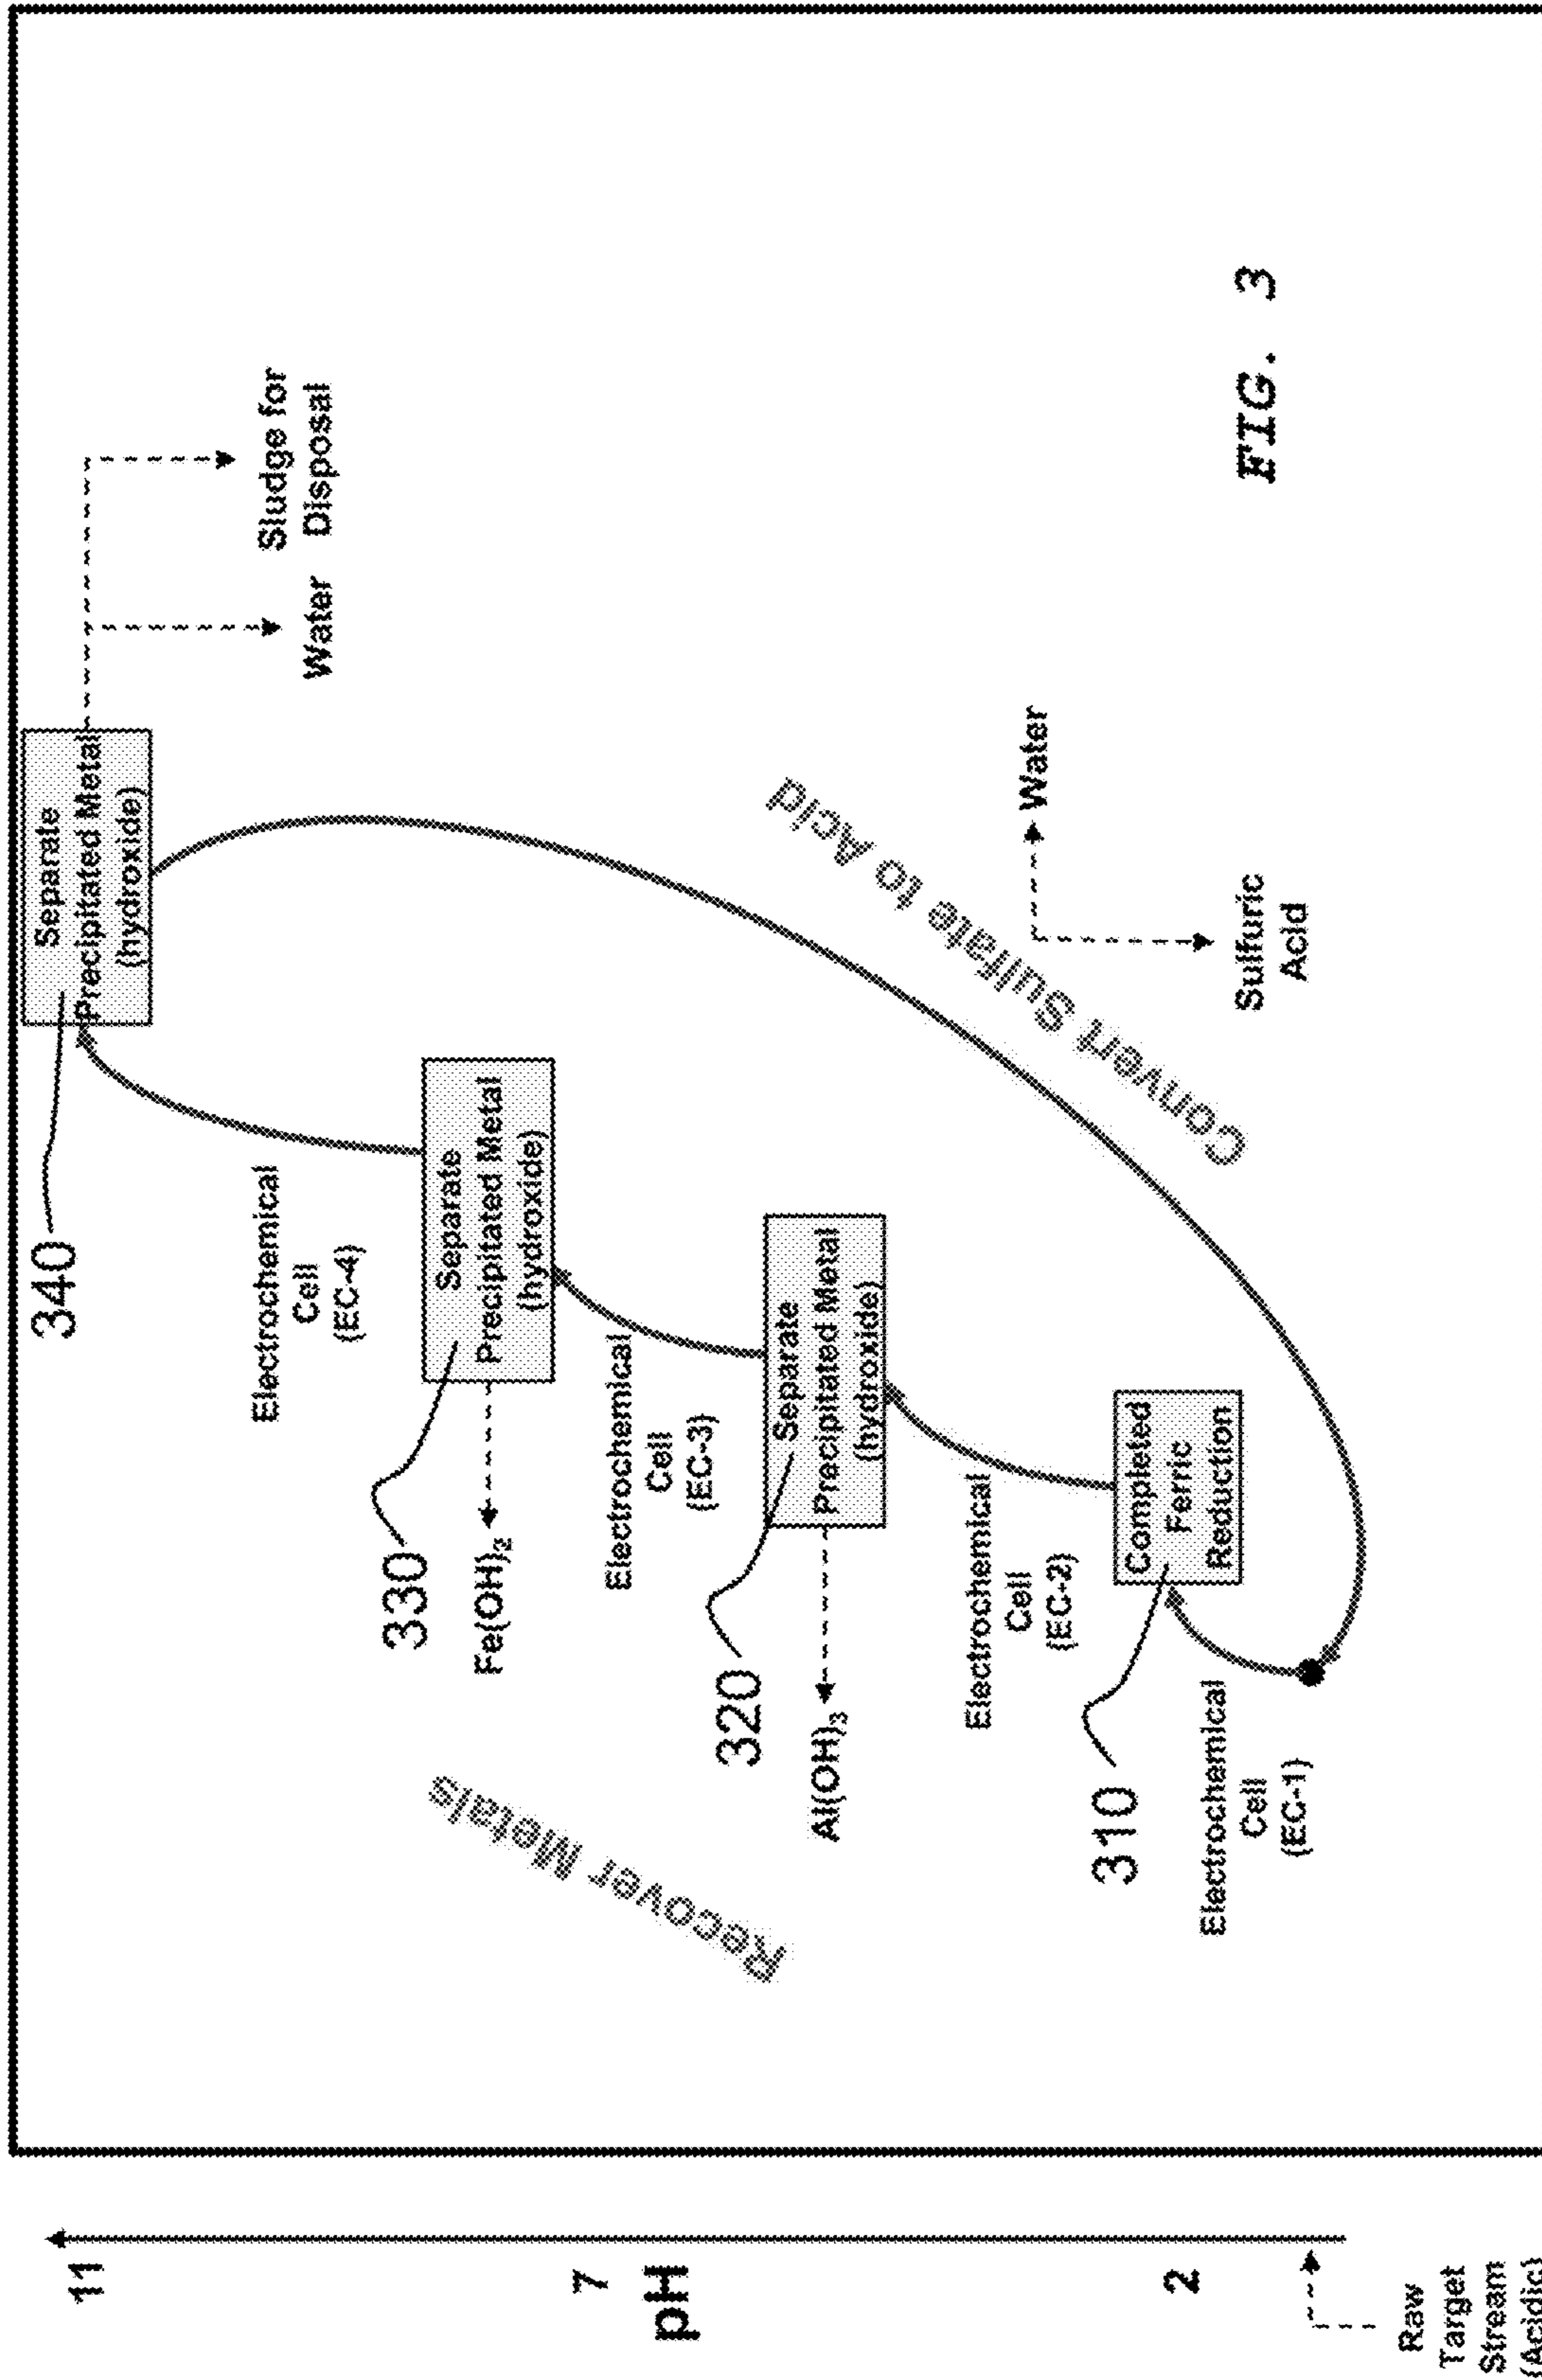 11
7
pH
2
Raw
Target
Stream
(Acidic)
340
Separate
Precipitated Metal
(hydroxide)
Water
Sludge for
Disposal
Electrochemical
Cell
(EC-4)
330
Separate
Precipitated Metal
(hydroxide)
Fe(OH)₂
Electrochemical
Cell
(EC-3)
320
Separate
Precipitated Metal
(hydroxide)
Al(OH)₃
Electrochemical
Cell
(EC-2)
310
Completed
Ferric
Reduction
Electrochemical
Cell
(EC-1)
Recover Metals
Convert Sulfate to Acid
Water
Sulfuric
Acid
FIG. 3